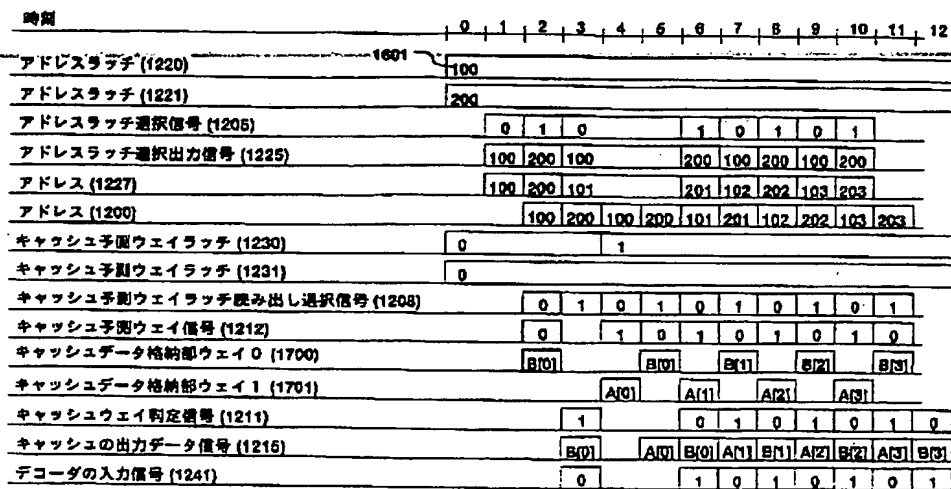 時刻 0 1 2 3 4 5 6 7 8 9 10 11 12
1601
アドレスラッチ (1220) 100
アドレスラッチ (1221) 200
アドレスラッチ選択信号 (1205) 0 1 0 1 0 1 0 1
アドレスラッチ選択出力信号 (1225) 100 200 100 200 100 200 100 200
アドレス (1227) 100 200 101 201 102 202 103 203
アドレス (1200) 100 200 100 200 101 201 102 202 103 203
キャッシュ予測ウェイラッチ (1230) 0 1
キャッシュ予測ウェイラッチ (1231) 0
キャッシュ予測ウェイラッチ読み出し選択信号 (1208) 0 1 0 1 0 1 0 1 0 1
キャッシュ予測ウェイ信号 (1212) 0 1 0 1 0 1 0 1 0
キャッシュデータ格納部ウェイ0 (1700) B[0] B[0] B[1] B[2] B[3]
キャッシュデータ格納部ウェイ1 (1701) A[0] A[1] A[2] A[3]
キャッシュウェイ判定信号 (1211) 1 0 1 0 1 0 1 0
キャッシュの出力データ信号 (1215) B[0] A[0] B[0] A[1] B[1] A[2] B[2] A[3] B[3]
デコーダの入力信号 (1241) 0 1 0 1 0 1 0 1